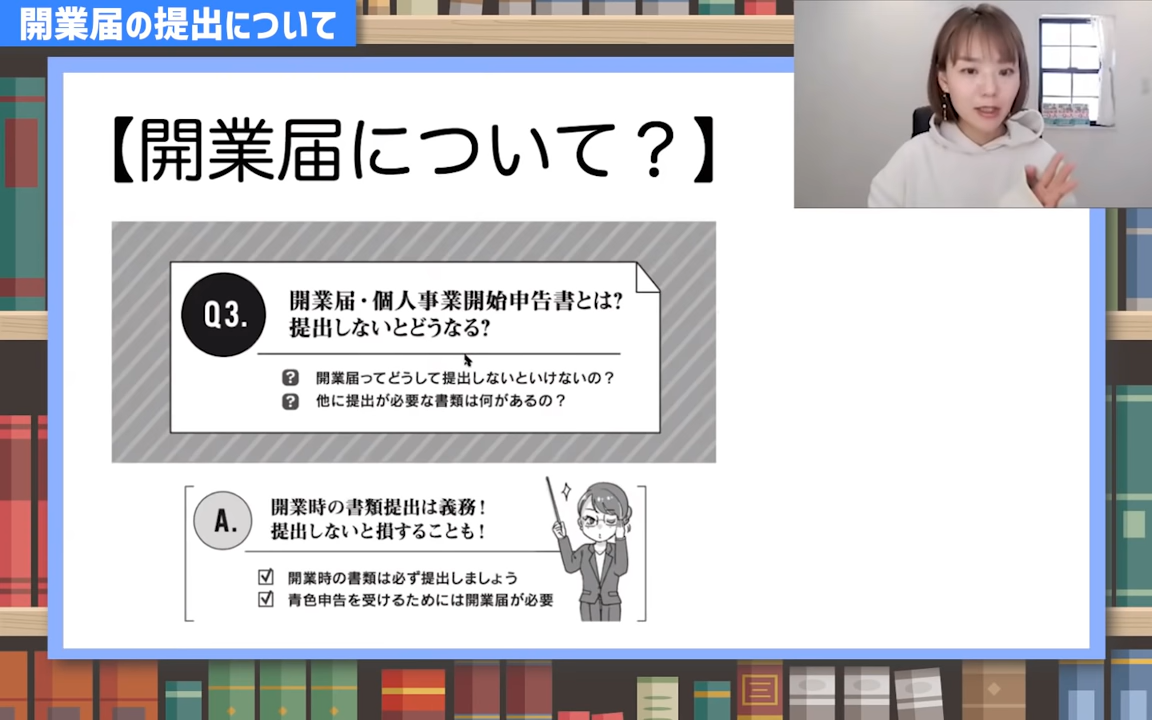 開業届の提出について
【開業届について？】
Q3.
開業届・個人事業開始申告書とは?
提出しないとどうなる?
? 開業届ってどうして提出しないといけないの？
? 他に提出が必要な書類は何があるの？
A.
開業時の書類提出は義務!
提出しないと損することも!
開業時の書類は必ず提出しましょう
青色申告を受けるためには開業届が必要